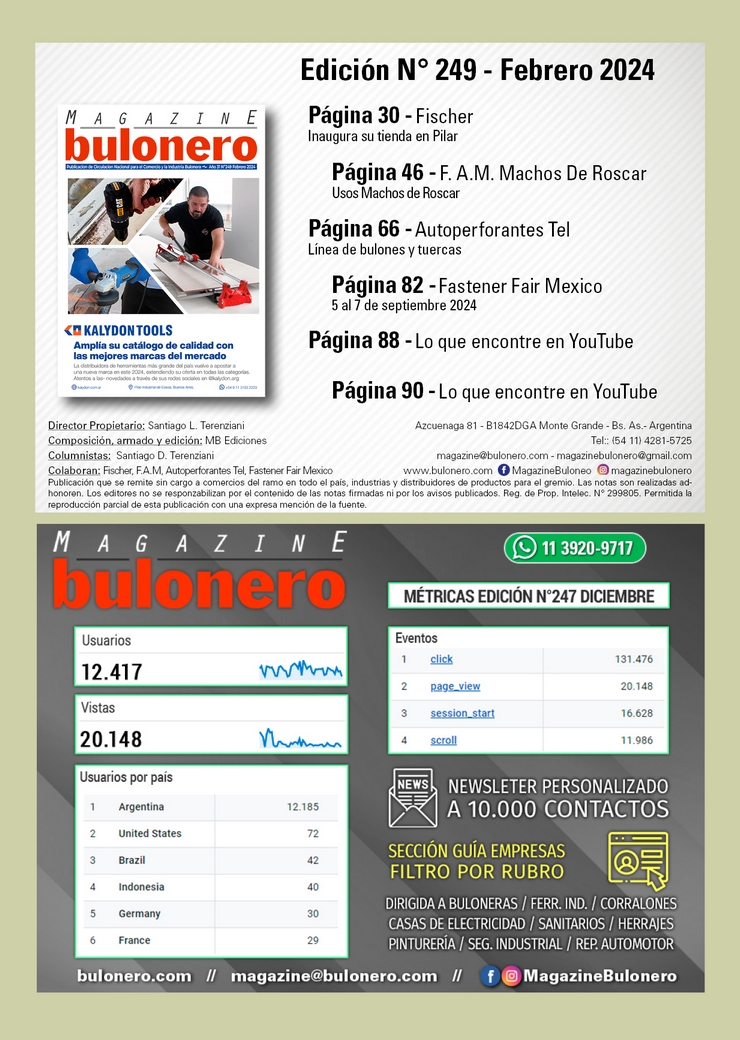 Edición N° 249 - Febrero 2024
MAGAZINE
bulonero
Publicacion de Circulacion Nacional para el Comercio y la Industria Bulonera
Año 31 N°249 Febrero 2024
CAT
KALYDON TOOLS
Amplía su catálogo de calidad con
las mejores marcas del mercado
La distribuidora de herramientas más grande del país vuelve a apostar a
una nueva marca en este 2024, extendiendo su oferta en todas las categorías.
Atentos a las novedades a través de sus redes sociales en @kalydon.org
kalydon.com.ar
Página 30 - Fischer
Inaugura su tienda en Pilar
Página 46 - F. A.M. Machos De Roscar
Usos Machos de Roscar
Página 66 - Autoperforantes Tel
Línea de bulones y tuercas
Página 82 - Fastener Fair Mexico
5 al 7 de septiembre 2024
Página 88 - Lo que encontre en YouTube
Página 90 - Lo que encontre en YouTube
Director Propietario: Santiago L. Terenziani
Composición, armado y edición: MB Ediciones
Columnistas: Santiago D. Terenziani
Colaboran: Fischer, F.A.M, Autoperforantes Tel, Fastener Fair Mexico
Azcuenaga 81 - B1842DGA Monte Grande - Bs. As.- Argentina
Tel:: (54 11) 4281-5725
magazine@bulonero.com - magazinebulonero@gmail.com
www.bulonero.com MagazineBuloneo magazinebulonero
Publicación que se remite sin cargo a comercios del ramo en todo el país, industrias y distribuidores de productos para el gremio. Las notas son realizadas ad-
honoren. Los editores no se responzabilizan por el contenido de las notas firmadas ni por los avisos publicados. Reg. de Prop. Intelec. N° 299805. Permitida la
reproducción parcial de esta publicación con una expresa mención de la fuente.
MAGAZINE
bulonero
11 3920-9717
MÉTRICAS EDICIÓN N°247 DICIEMBRE
Usuarios
12.417
Vistas
20.148
Usuarios por país
1 Argentina 12.185
2 United States 72
3 Brazil 42
4 Indonesia 40
5 Germany 30
6 France 29
Eventos
1 click 131.476
2 page_view 20.148
3 session_start 16.628
4 scroll 11.986
NEWS
NEWSLETER PERSONALIZADO
A 10.000 CONTACTOS
SECCIÓN GUÍA EMPRESAS
FILTRO POR RUBRO
DIRIGIDA A BULONERAS / FERR. IND. / CORRALONES
CASAS DE ELECTRICIDAD / SANITARIOS / HERRAJES
PINTURERÍA / SEG. INDUSTRIAL / REP. AUTOMOTOR
bulonero.com // magazine@bulonero.com // MagazineBulonero